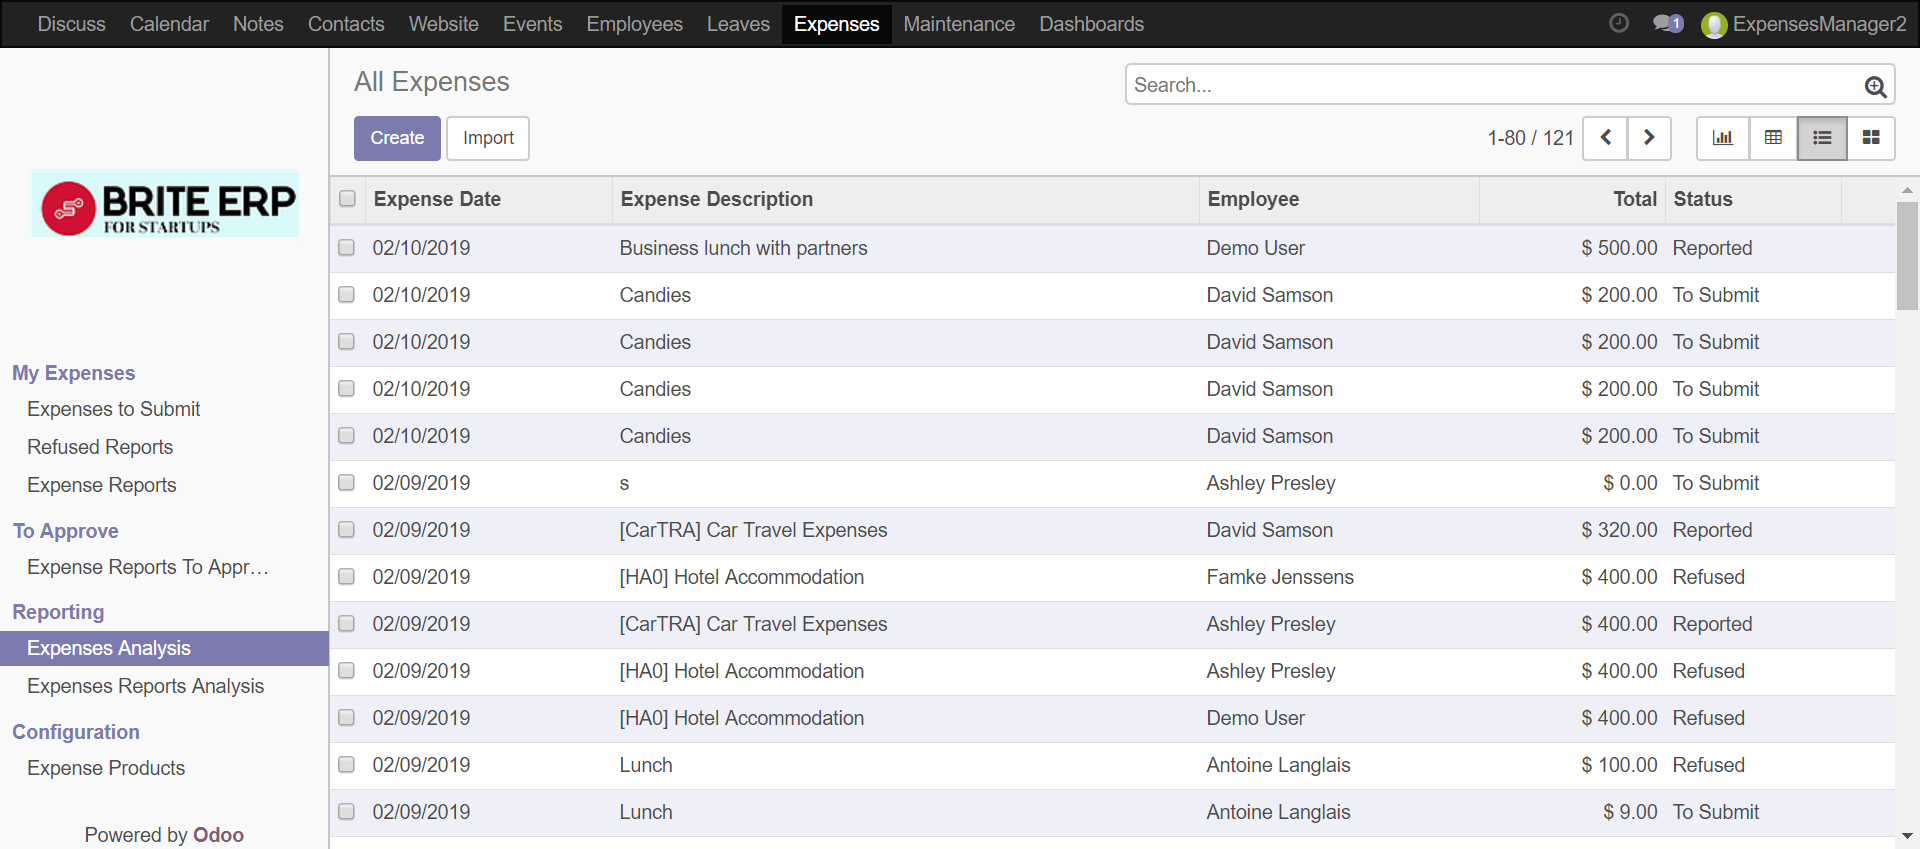 Discuss Calendar Notes Contacts Website Events Employees Leaves Expenses Maintenance Dashboards 1 ExpensesManager2
All Expenses
Search...
Create Import
1-80 / 121
BRITE ERP
FOR STARTUPS
My Expenses
Expenses to Submit
Refused Reports
Expense Reports
To Approve
Expense Reports To Appr…
Reporting
Expenses Analysis
Expenses Reports Analysis
Configuration
Expense Products
Powered by Odoo
Expense Date Expense Description Employee Total Status
02/10/2019 Business lunch with partners Demo User $ 500.00 Reported
02/10/2019 Candies David Samson $ 200.00 To Submit
02/10/2019 Candies David Samson $ 200.00 To Submit
02/10/2019 Candies David Samson $ 200.00 To Submit
02/10/2019 Candies David Samson $ 200.00 To Submit
02/09/2019 s Ashley Presley $ 0.00 To Submit
02/09/2019 [CarTRA] Car Travel Expenses David Samson $ 320.00 Reported
02/09/2019 [HA0] Hotel Accommodation Famke Jenssens $ 400.00 Refused
02/09/2019 [CarTRA] Car Travel Expenses Ashley Presley $ 400.00 Reported
02/09/2019 [HA0] Hotel Accommodation Ashley Presley $ 400.00 Refused
02/09/2019 [HA0] Hotel Accommodation Demo User $ 400.00 Refused
02/09/2019 Lunch Antoine Langlais $ 100.00 Refused
02/09/2019 Lunch Antoine Langlais $ 9.00 To Submit